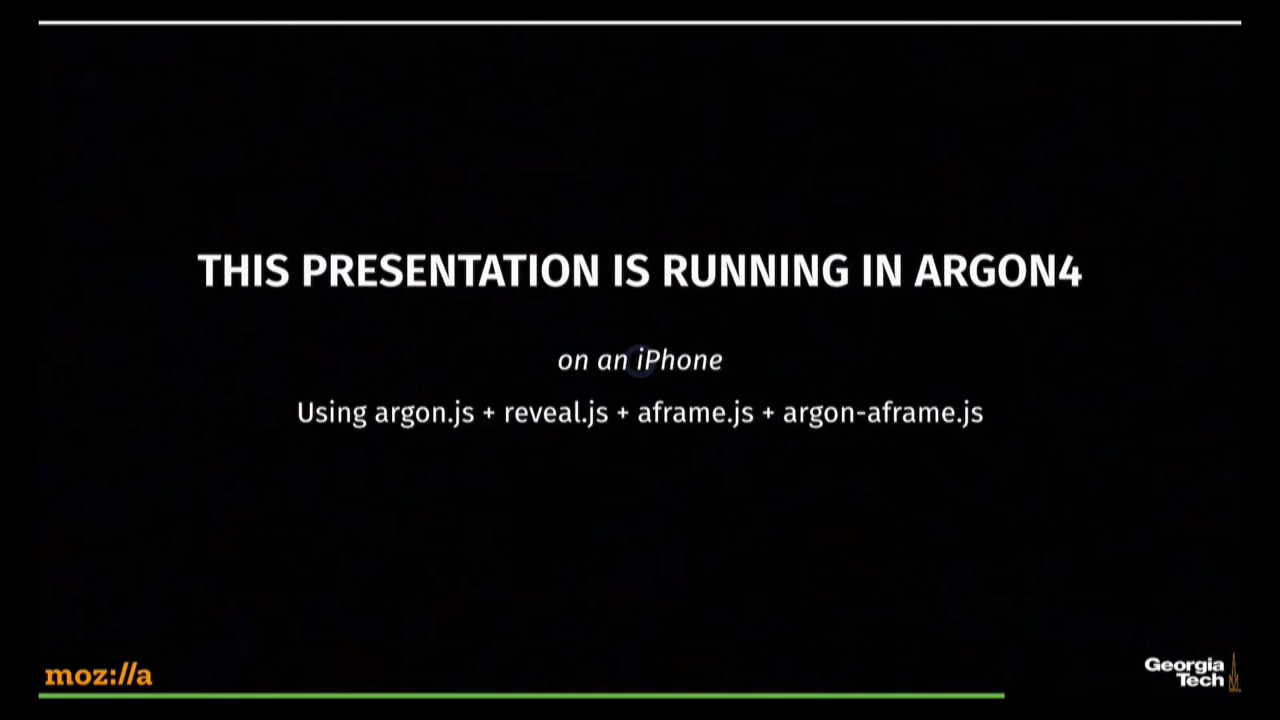 THIS PRESENTATION IS RUNNING IN ARGON4
on an iPhone
Using argon.js + reveal.js + aframe.js + argon-aframe.js
moz://a
Georgia
Tech